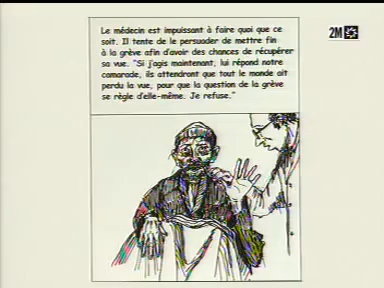 Le médecin est impuissant à faire quoi que ce
soit. Il tente de le persuader de mettre fin
à la grève afin d'avoir des chances de récupérer
sa vue. "Si j'agis maintenant, lui répond notre
camarade, ils attendront que tout le monde ait
perdu la vue, pour que la question de la grève
se règle d'elle-même. Je refuse."
2M